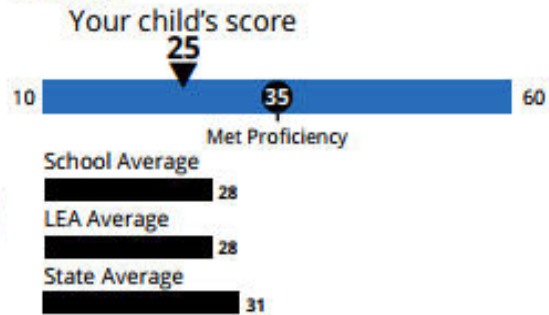 Your child's score
25
10 35 60
Met Proficiency
School Average
28
LEA Average
28
State Average
31